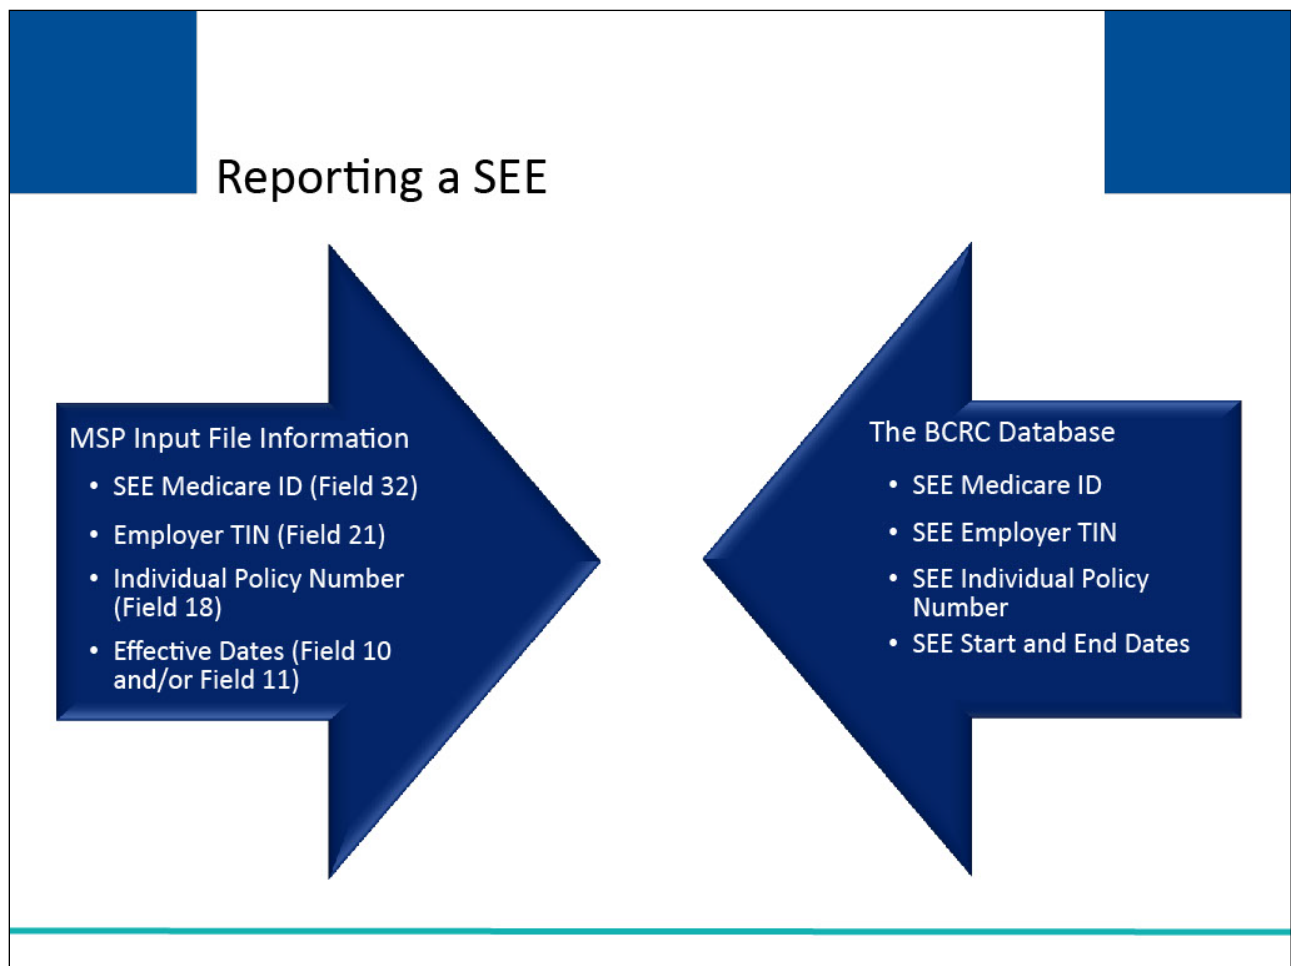 Reporting a SEE
MSP Input File Information
• SEE Medicare ID (Field 32)
• Employer TIN (Field 21)
• Individual Policy Number
(Field 18)
• Effective Dates (Field 10
and/or Field 11)
The BCRC Database
• SEE Medicare ID
• SEE Employer TIN
• SEE Individual Policy
Number
• SEE Start and End Dates